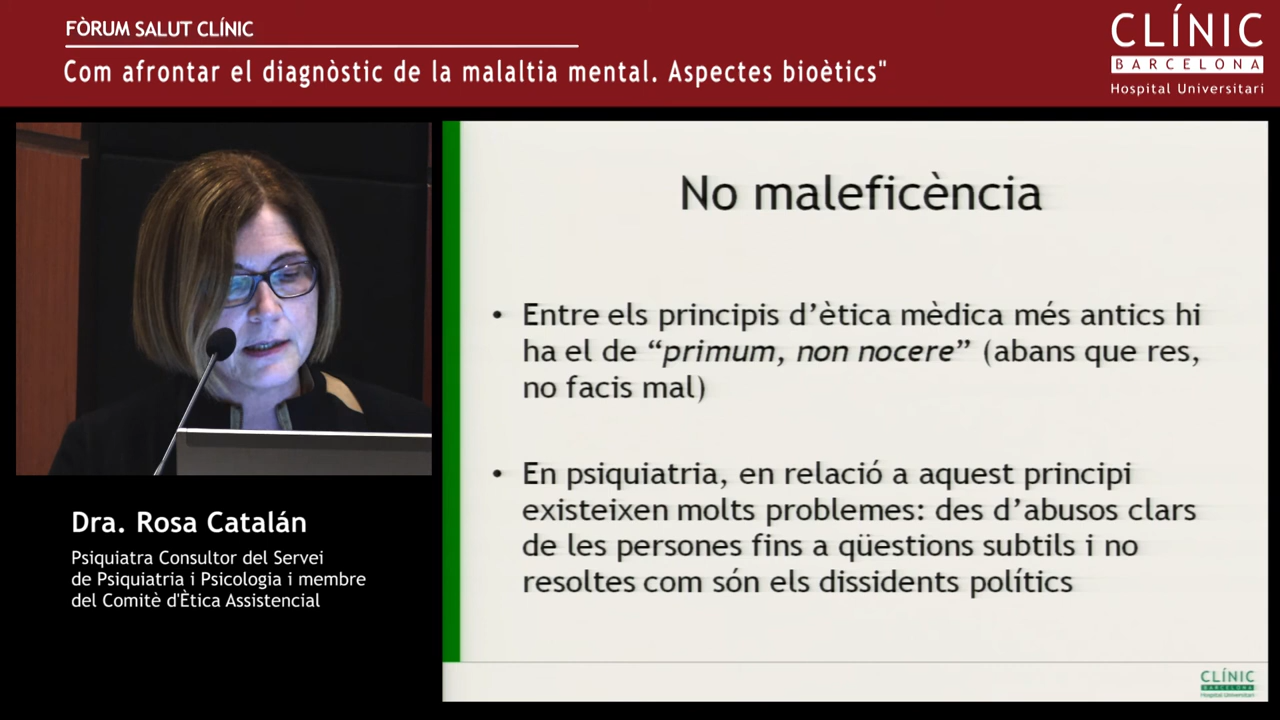 FÒRUM SALUT CLÍNIC
Com afrontar el diagnòstic de la malaltia mental. Aspectes bioètics"
CLÍNIC
BARCELONA
Hospital Universitari
No maleficència
• Entre els principis d’ètica mèdica més antics hi
ha el de “primum, non nocere” (abans que res,
no facis mal)
• En psiquiatria, en relació a aquest principi
existeixen molts problemes: des d’abusos clars
de les persones fins a qüestions subtils i no
resoltes com són els dissidents polítics
Dra. Rosa Catalán
Psiquiatra Consultor del Servei
de Psiquiatria i Psicologia i membre
del Comitè d'Ètica Assistencial
CLÍNIC
BARCELONA
Hospital Universitari